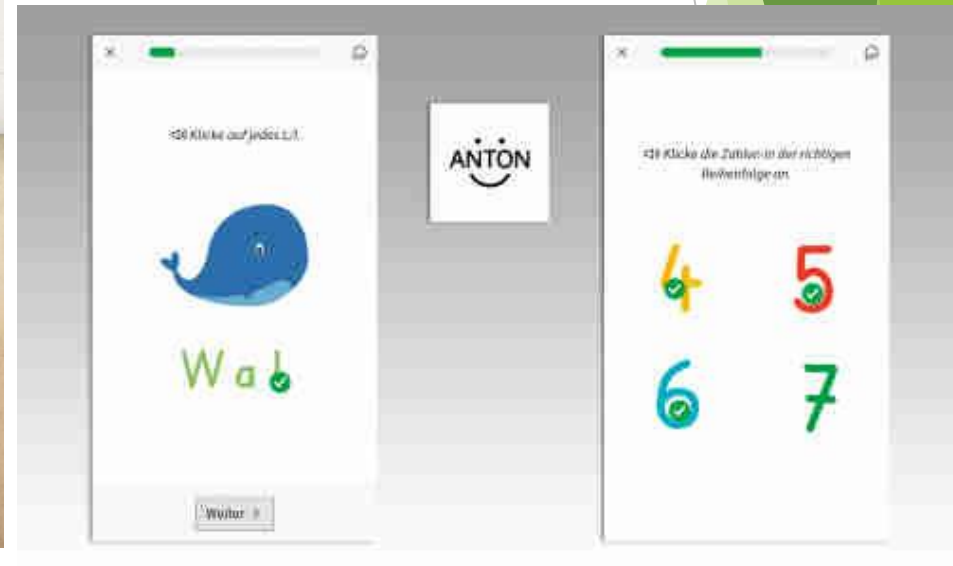 Klicke auf jedes L/l.
Wal
Weiter
ANTON
Klicke die Zahlen in der richtigen
Reihenfolge an.
4 5
6 7